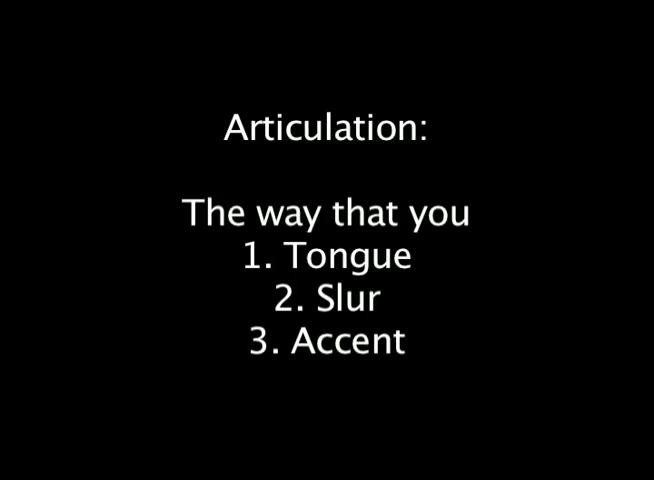 Articulation:
The way that you
1. Tongue
2. Slur
3. Accent